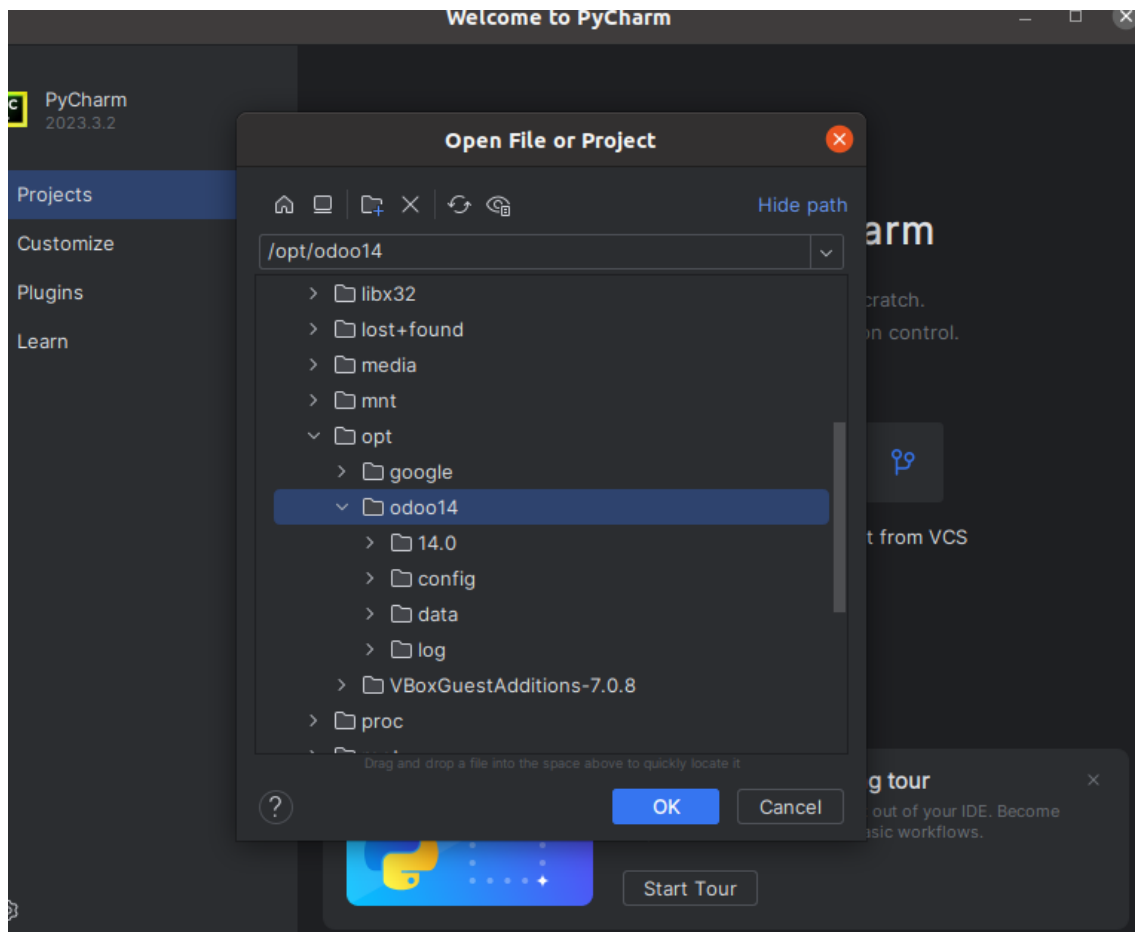 Welcome to PyCharm
PyCharm
2023.3.2
Open File or Project
Projects
Customize
Plugins
Learn
Hide path
/opt/odoo14
libx32
lost+found
media
mnt
opt
google
odoo14
14.0
config
data
log
VBoxGuestAdditions-7.0.8
proc
Drag and drop a file into the space above to quickly locate it
?
OK
Cancel
arm
cratch.
on control.
t from VCS
g tour
out of your IDE. Become
asic workflows.
Start Tour